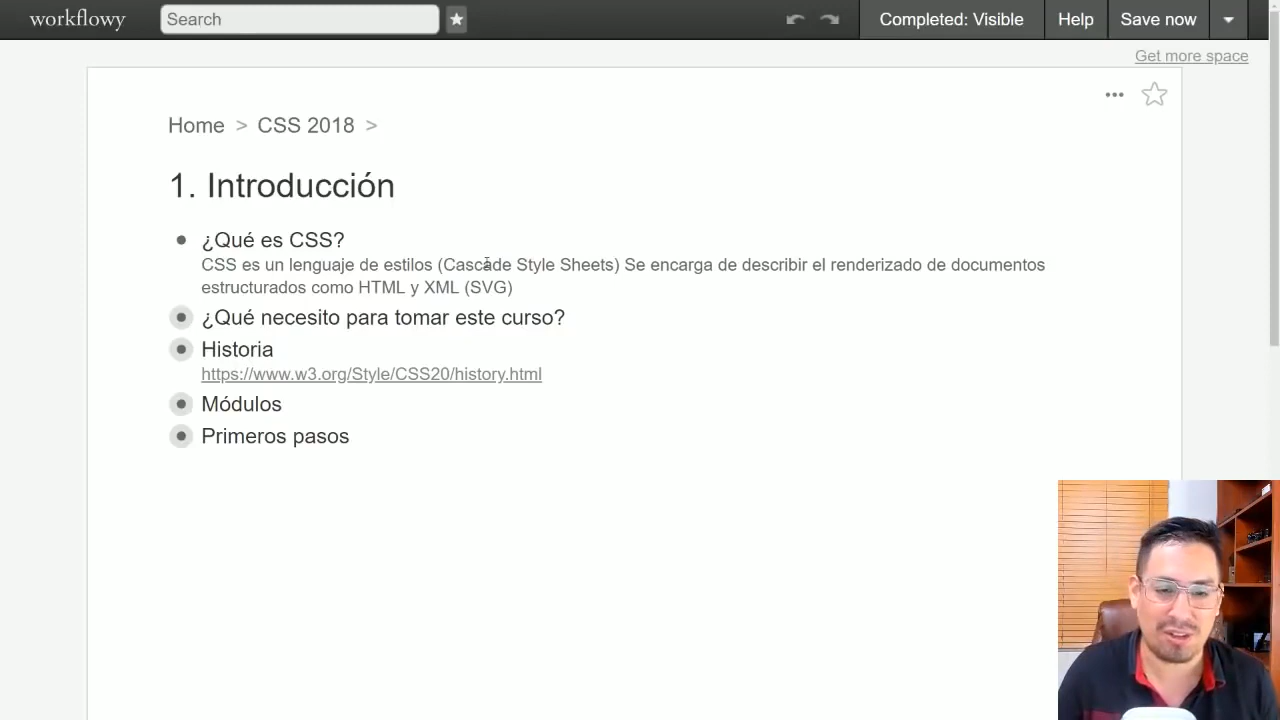 workflowy
Search
Completed: Visible
Help
Save now
Get more space
Home > CSS 2018 >
1. Introducción
¿Qué es CSS?
CSS es un lenguaje de estilos (Cascade Style Sheets) Se encarga de describir el renderizado de documentos
estructurados como HTML y XML (SVG)
¿Qué necesito para tomar este curso?
Historia
https://www.w3.org/Style/CSS20/history.html
Módulos
Primeros pasos